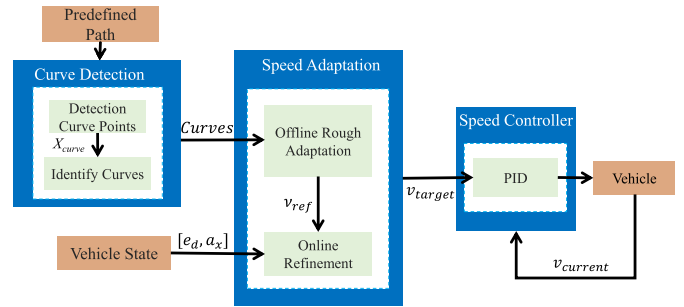 Predefined
Path
Curve Detection
Detection
Curve Points
X_curve
Identify Curves
Vehicle State
[e_d, a_x]
Curves
Speed Adaptation
Offline Rough
Adaptation
v_ref
Online
Refinement
v_target
Speed Controller
PID
Vehicle
v_current